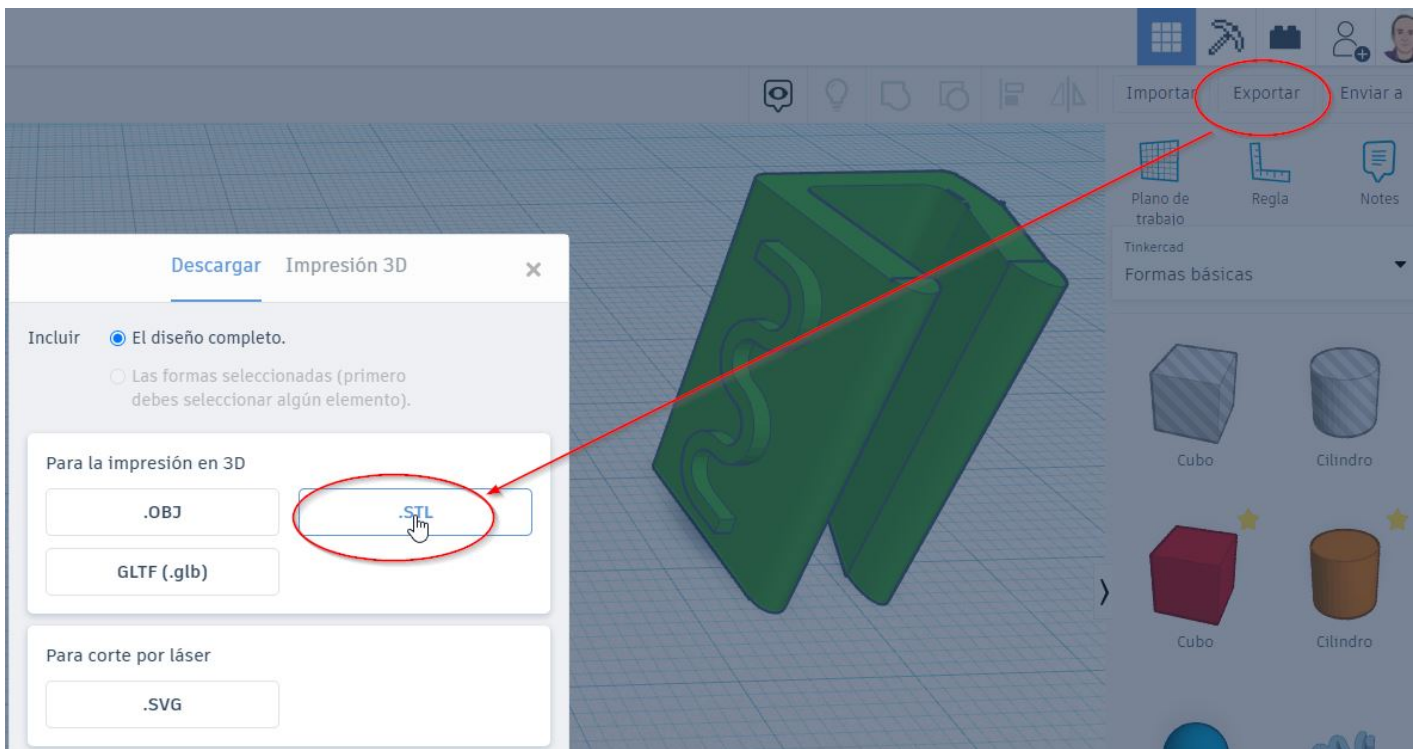 Importar
Exportar
Enviar a
Plano de
trabajo
Regla
Notes
Tinkercad
Formas básicas
Cubo
Cilindro
Cubo
Cilindro
Descargar
Impresión 3D
Incluir
El diseño completo.
Las formas seleccionadas (primero
debes seleccionar algún elemento).
Para la impresión en 3D
.OBJ
.STL
GLTF (.glb)
Para corte por láser
.SVG